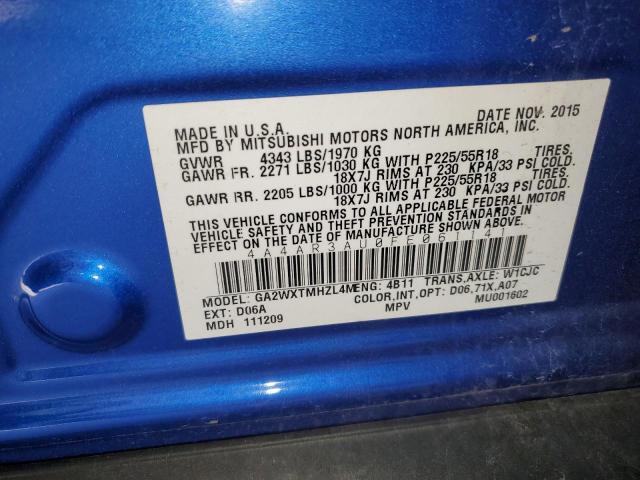 DATE NOV. 2015
MADE IN U.S.A.
MFD BY MITSUBISHI MOTORS NORTH AMERICA, INC.
GVWR 4343 LBS/1970 KG
GAWR FR. 2271 LBS/1030 KG WITH P225/55R18 TIRES.
18X7J RIMS AT 230 KPA/33 PSI COLD.
GAWR RR. 2205 LBS/1000 KG WITH P225/55R18 TIRES.
18X7J RIMS AT 230 KPA/33 PSI COLD.
THIS VEHICLE CONFORMS TO ALL APPLICABLE FEDERAL MOTOR
VEHICLE SAFETY AND THEFT PREVENTION STANDARDS IN
EFFECT ON THE DATE OF MANUFACTURE SHOWN ABOVE.
4A4AR3AU0FE061114
MODEL: GA2WXTMHZL4M ENG: 4B11 TRANS,AXLE: W1CJC
EXT: D06A COLOR,INT,OPT: D06,71X,A07
MDH 111209 MPV MU001602